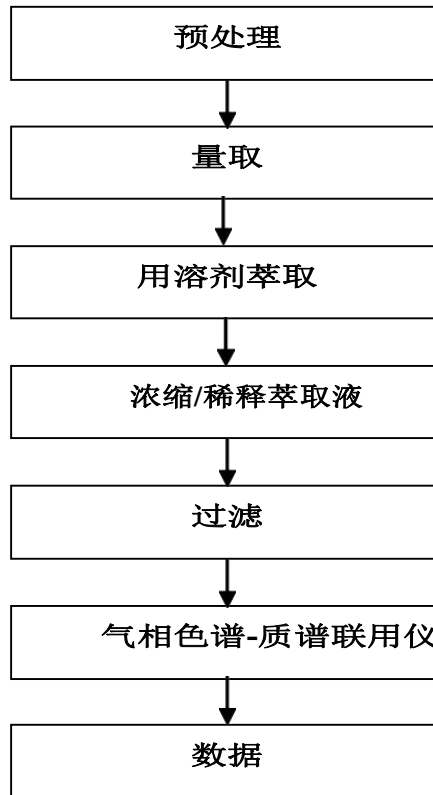 预处理
量取
用溶剂萃取
浓缩/稀释萃取液
过滤
气相色谱-质谱联用仪
数据